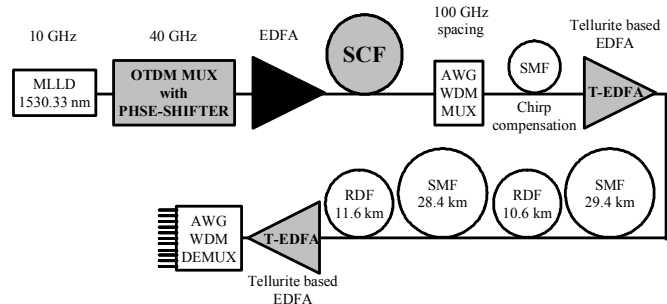 10 GHz
40 GHz
EDFA
100 GHz
spacing
Tellurite based
EDFA
MLLD
1530.33 nm
OTDM MUX
with
PHSE-SHIFTER
SCF
AWG
WDM
MUX
SMF
Chirp
compensation
T-EDFA
AWG
WDM
DEMUX
T-EDFA
Tellurite based
EDFA
RDF
11.6 km
SMF
28.4 km
RDF
10.6 km
SMF
29.4 km